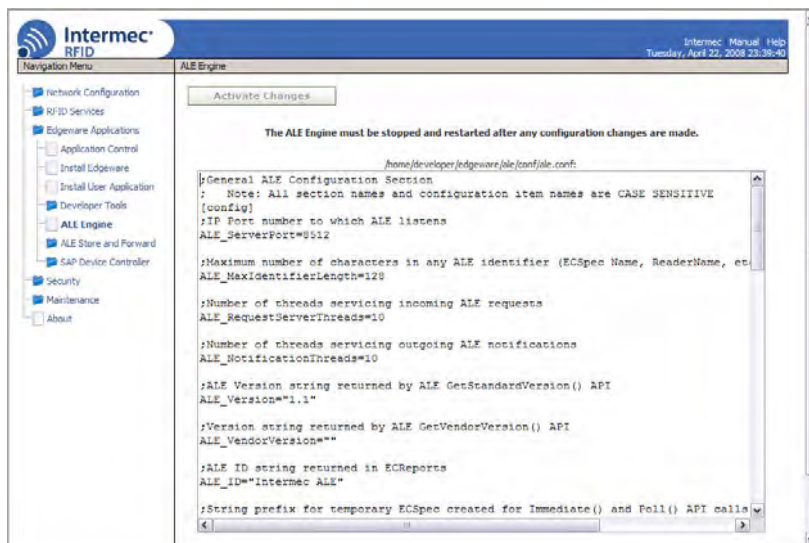 Intermec
RFID
Intermec Manual Help
Tuesday, April 22, 2008 23:39:40
Navigation Menu
ALE Engine
Network Configuration
RFID Services
Edgeware Applications
Application Control
Install Edgeware
Install User Application
Developer Tools
ALE Engine
ALE Store and Forward
SAP Device Controller
Security
Maintenance
About
Activate Changes
The ALE Engine must be stopped and restarted after any configuration changes are made.
/home/developer/edgeware/ale/conf/ale.conf:
;General ALE Configuration Section
; Note: All section names and configuration item names are CASE SENSITIVE
[config]
;IP Port number to which ALE listens
ALE_ServerPort=8512
;Maximum number of characters in any ALE identifier (ECSpec Name, ReaderName, et
ALE_MaxIdentifierLength=128
;Number of threads servicing incoming ALE requests
ALE_RequestServerThreads=10
;Number of threads servicing outgoing ALE notifications
ALE_NotificationThreads=10
;ALE Version string returned by ALE GetStandardVersion() API
ALE_Version="1.1"
;Version string returned by ALE GetVendorVersion() API
ALE_VendorVersion=""
;ALE ID string returned in ECReports
ALE_ID="Intermec ALE"
;String prefix for temporary ECSpec created for Immediate() and Poll() API calls